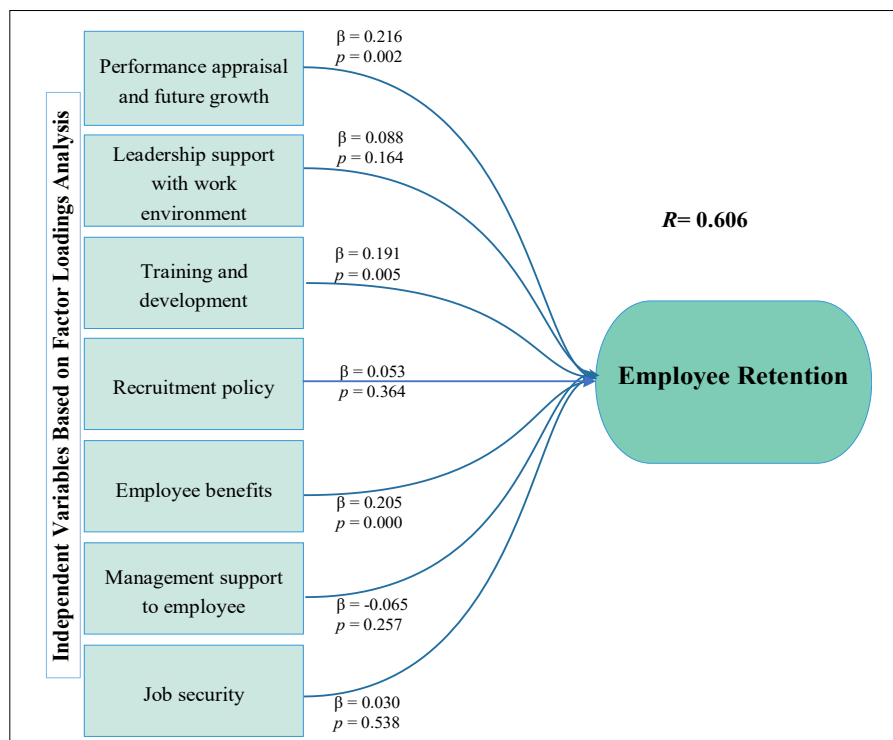 Independent Variables Based on Factor Loadings Analysis
Performance appraisal
and future growth
β = 0.216
p = 0.002
Leadership support
with work
environment
β = 0.088
p = 0.164
Training and
development
β = 0.191
p = 0.005
Recruitment policy
β = 0.053
p = 0.364
Employee benefits
β = 0.205
p = 0.000
Management support
to employee
β = -0.065
p = 0.257
Job security
β = 0.030
p = 0.538
R= 0.606
Employee Retention